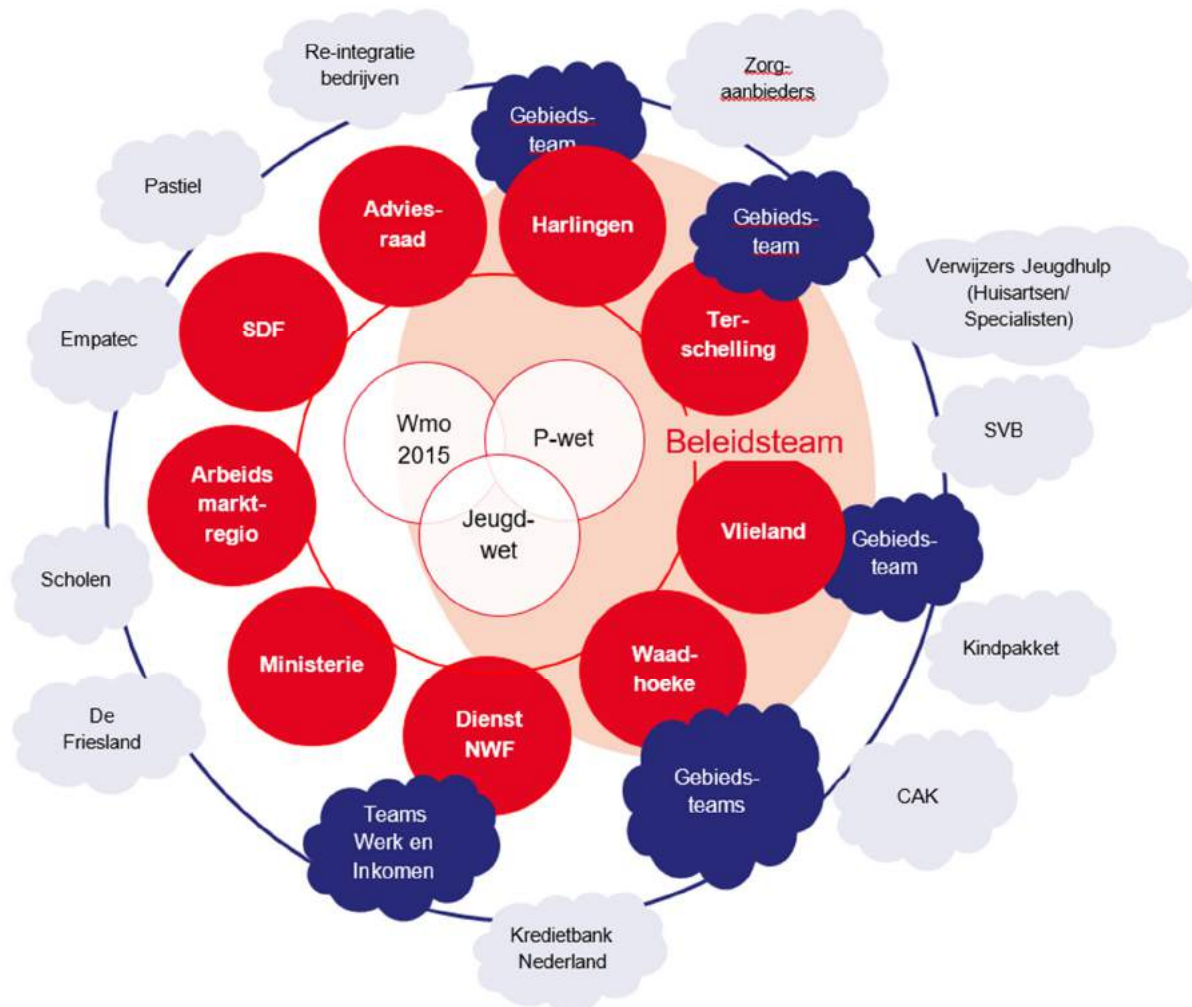 Re-integratie
bedrijven
Zorg-
aanbieders
Gebieds-
team
Pastiel
Advies-
raad
Harlingen
Gebieds-
team
Verwijzers Jeugdhulp
(Huisartsen/
Specialisten)
Empatec
SDF
Ter-
schelling
Wmo
2015
P-wet
Beleidsteam
SVB
Arbeids
markt-
regio
Jeugd-
wet
Vlieland
Gebieds-
team
Scholen
Ministerie
Waad-
hoeke
Kindpakket
De
Friesland
Dienst
NWF
Gebieds-
teams
CAK
Teams
Werk en
Inkomen
Kredietbank
Nederland